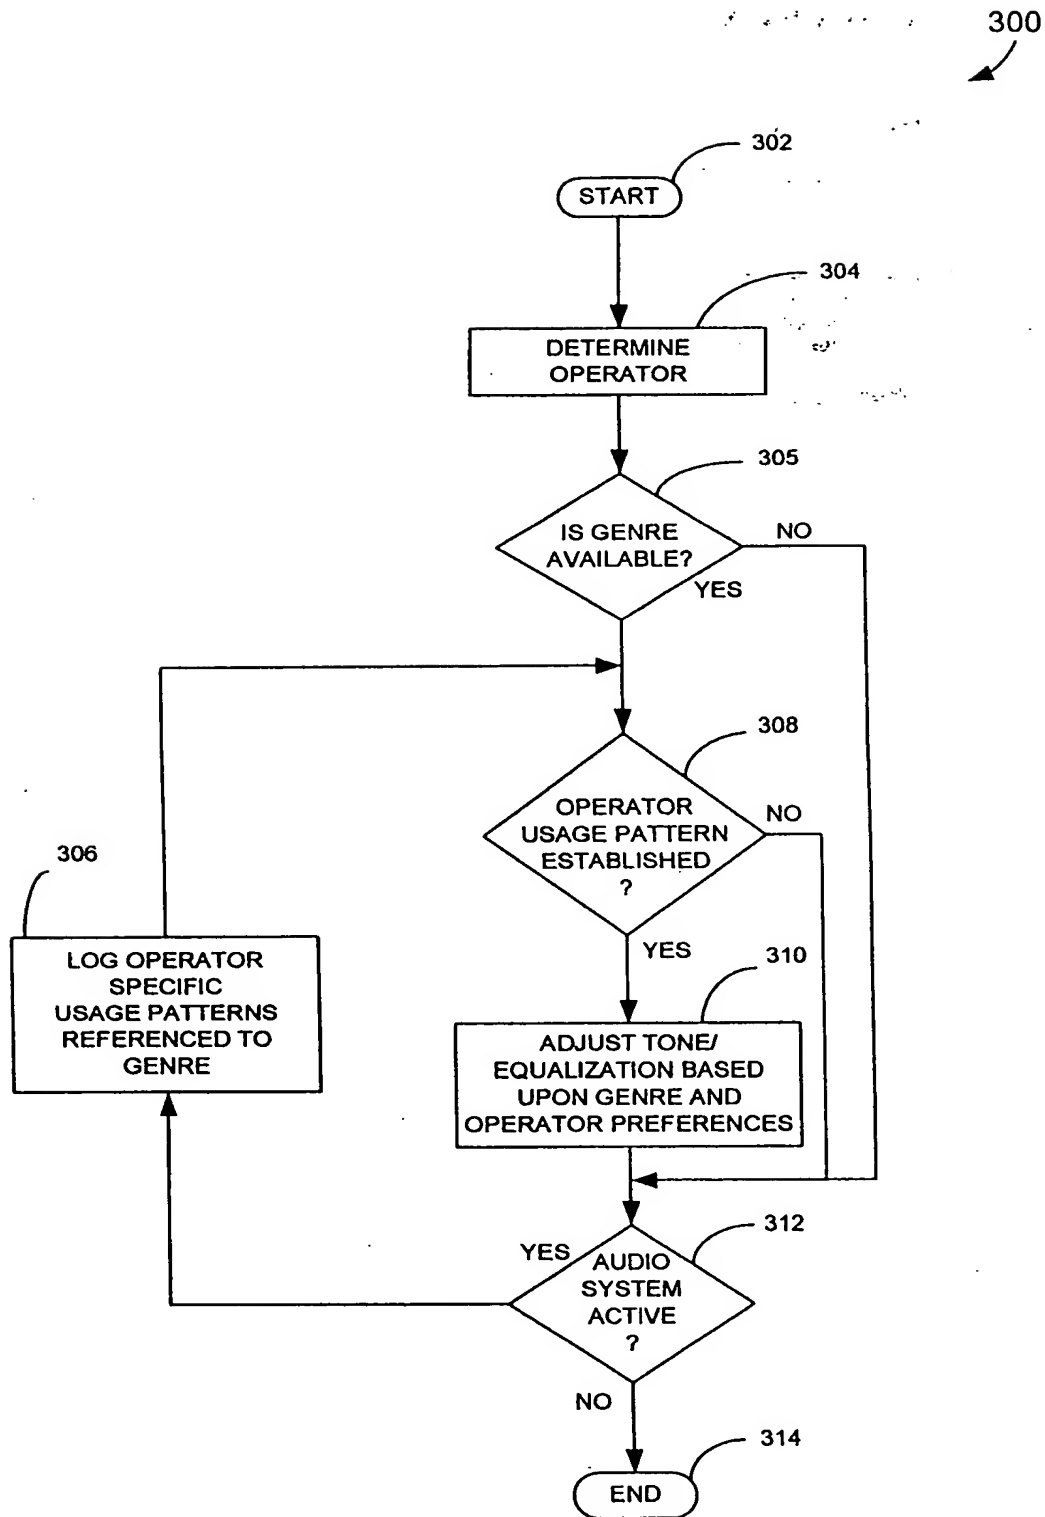 300
302
START
304
DETERMINE
OPERATOR
305
IS GENRE
AVAILABLE?
NO
YES
308
OPERATOR
USAGE PATTERN
ESTABLISHED
?
NO
YES
306
LOG OPERATOR
SPECIFIC
USAGE PATTERNS
REFERENCED TO
GENRE
310
ADJUST TONE/
EQUALIZATION BASED
UPON GENRE AND
OPERATOR PREFERENCES
312
YES
AUDIO
SYSTEM
ACTIVE
?
NO
314
END